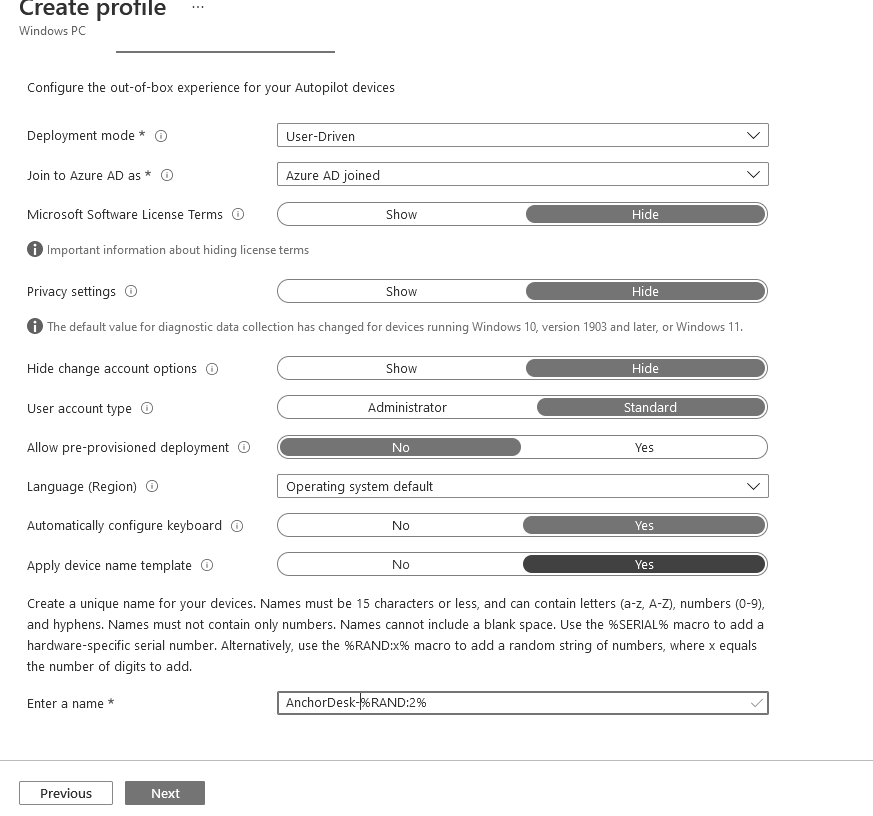 Create profile ...
Windows PC
Configure the out-of-box experience for your Autopilot devices
Deployment mode * User-Driven
Join to Azure AD as * Azure AD joined
Microsoft Software License Terms Show Hide
Important information about hiding license terms
Privacy settings Show Hide
The default value for diagnostic data collection has changed for devices running Windows 10, version 1903 and later, or Windows 11.
Hide change account options Show Hide
User account type Administrator Standard
Allow pre-provisioned deployment No Yes
Language (Region) Operating system default
Automatically configure keyboard No Yes
Apply device name template No Yes
Create a unique name for your devices. Names must be 15 characters or less, and can contain letters (a-z, A-Z), numbers (0-9),
and hyphens. Names must not contain only numbers. Names cannot include a blank space. Use the %SERIAL% macro to add a
hardware-specific serial number. Alternatively, use the %RAND:x% macro to add a random string of numbers, where x equals
the number of digits to add.
Enter a name * AnchorDesk-%RAND:2%
Previous Next